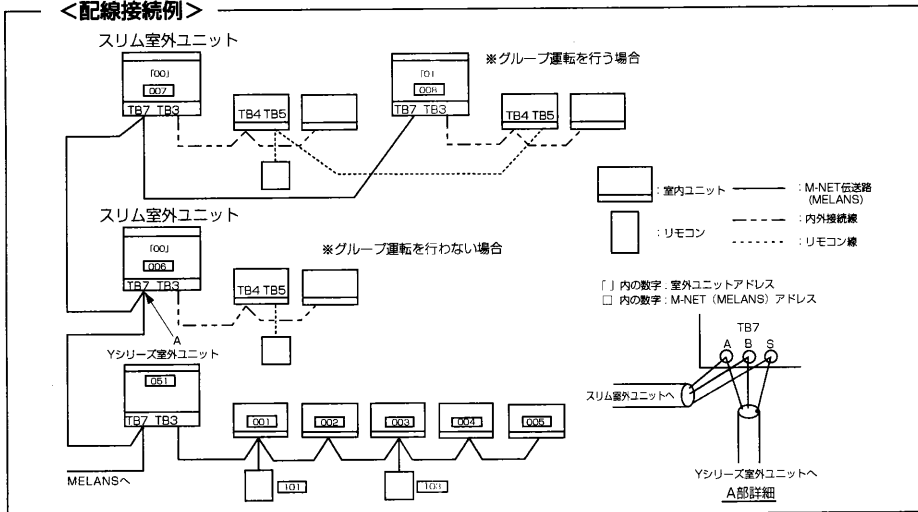 <配線接続例>
スリム室外ユニット
「00」
007
TB7 TB3
TB4 TB5
「01
008
TB7 TB3
※グループ運転を行う場合
TB4 TB5
:室内ユニット
:リモコン
:M-NET伝送路
(MELANS)
:内外接続線
:リモコン線
スリム室外ユニット
「00」
006
TB7 TB3
A
※グループ運転を行わない場合
TB4 TB5
「 」内の数字:室外ユニットアドレス
□ 内の数字:M-NET(MELANS)アドレス
Yシリーズ室外ユニット
051
TB7 TB3
MELANSへ
001
002
003
004
005
101
103
TB7
A B S
スリム室外ユニットへ
Yシリーズ室外ユニットへ
A部詳細